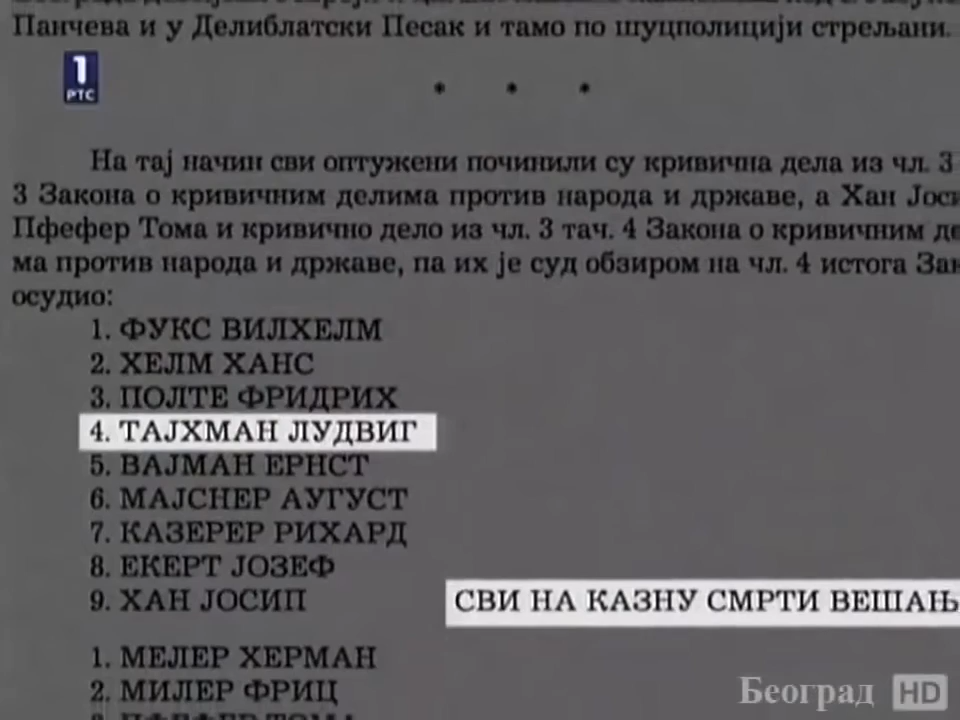 Панчева и у Делиблатски Песак и тамо по шуцполицији стрељани.
1
РТС
* * *
На тај начин сви оптужени починили су кривична дела из чл. 3
3 Закона о кривичним делима против народа и државе, а Хан Јоси
Пфефер Тома и кривично дело из чл. 3 тач. 4 Закона о кривичним де
ма против народа и државе, па их је суд обзиром на чл. 4 истога Зак
осудио:
1. ФУКС ВИЛХЕЛМ
2. ХЕЛМ ХАНС
3. ПОЛТЕ ФРИДРИХ
4. ТАЈХМАН ЛУДВИГ
5. ВАЈМАН ЕРНСТ
6. МАЈСНЕР АУГУСТ
7. КАЗЕРЕР РИХАРД
8. ЕКЕРТ ЈОЗЕФ
9. ХАН ЈОСИП
СВИ НА КАЗНУ СМРТИ ВЕШАЊ
1. МЕЛЕР ХЕРМАН
2. МИЛЕР ФРИЦ
Београд HD